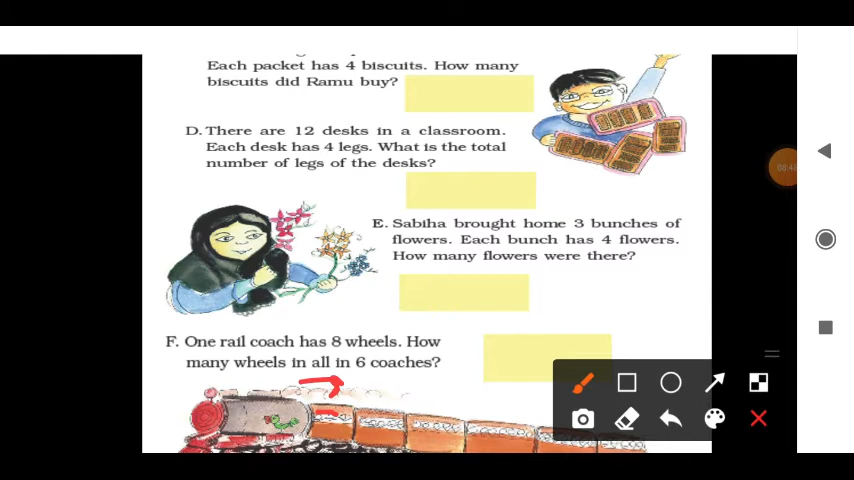 Each packet has 4 biscuits. How many
biscuits did Ramu buy?
D. There are 12 desks in a classroom.
Each desk has 4 legs. What is the total
number of legs of the desks?
E. Sabiha brought home 3 bunches of
flowers. Each bunch has 4 flowers.
How many flowers were there?
F. One rail coach has 8 wheels. How
many wheels in all in 6 coaches?